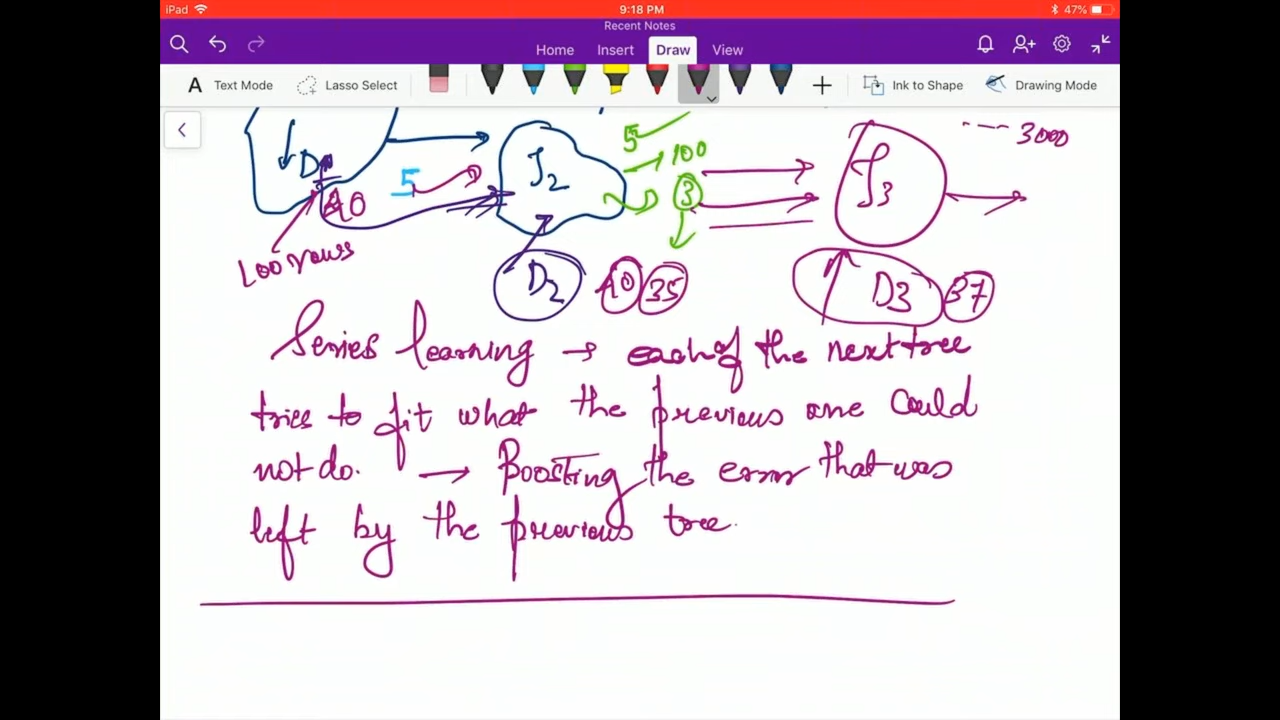 iPad 9:18 PM 47%
Recent Notes
Home Insert Draw View
A Text Mode Lasso Select Ink to Shape Drawing Mode
5 100 3000
D 5 J2 3 J3
40
100 rows
D2 40 35 D3 37
Series learning → each of the next tree
tries to fit what the previous one could
not do. → Boosting the error that was
left by the previous tree.